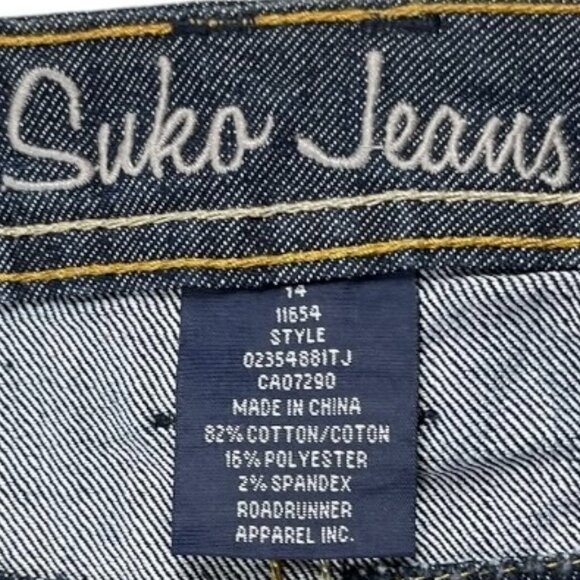 Suko Jeans
14
11654
STYLE
02354881TJ
CA07290
MADE IN CHINA
82% COTTON/COTON
16% POLYESTER
2% SPANDEX
ROADRUNNER
APPAREL INC.